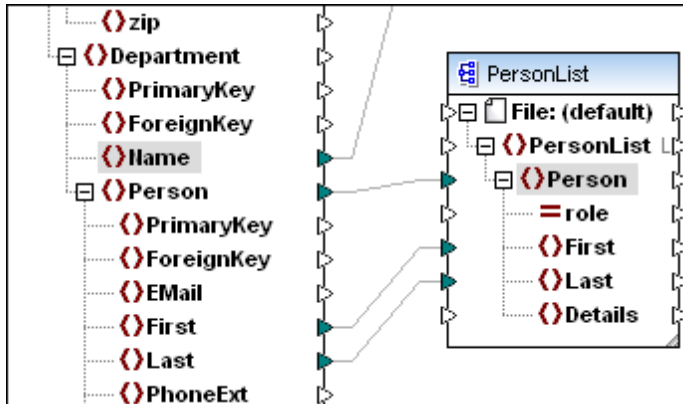 zip
Department
PrimaryKey
ForeignKey
Name
Person
PrimaryKey
ForeignKey
EMail
First
Last
PhoneExt
PersonList
File: (default)
PersonList
Person
role
First
Last
Details